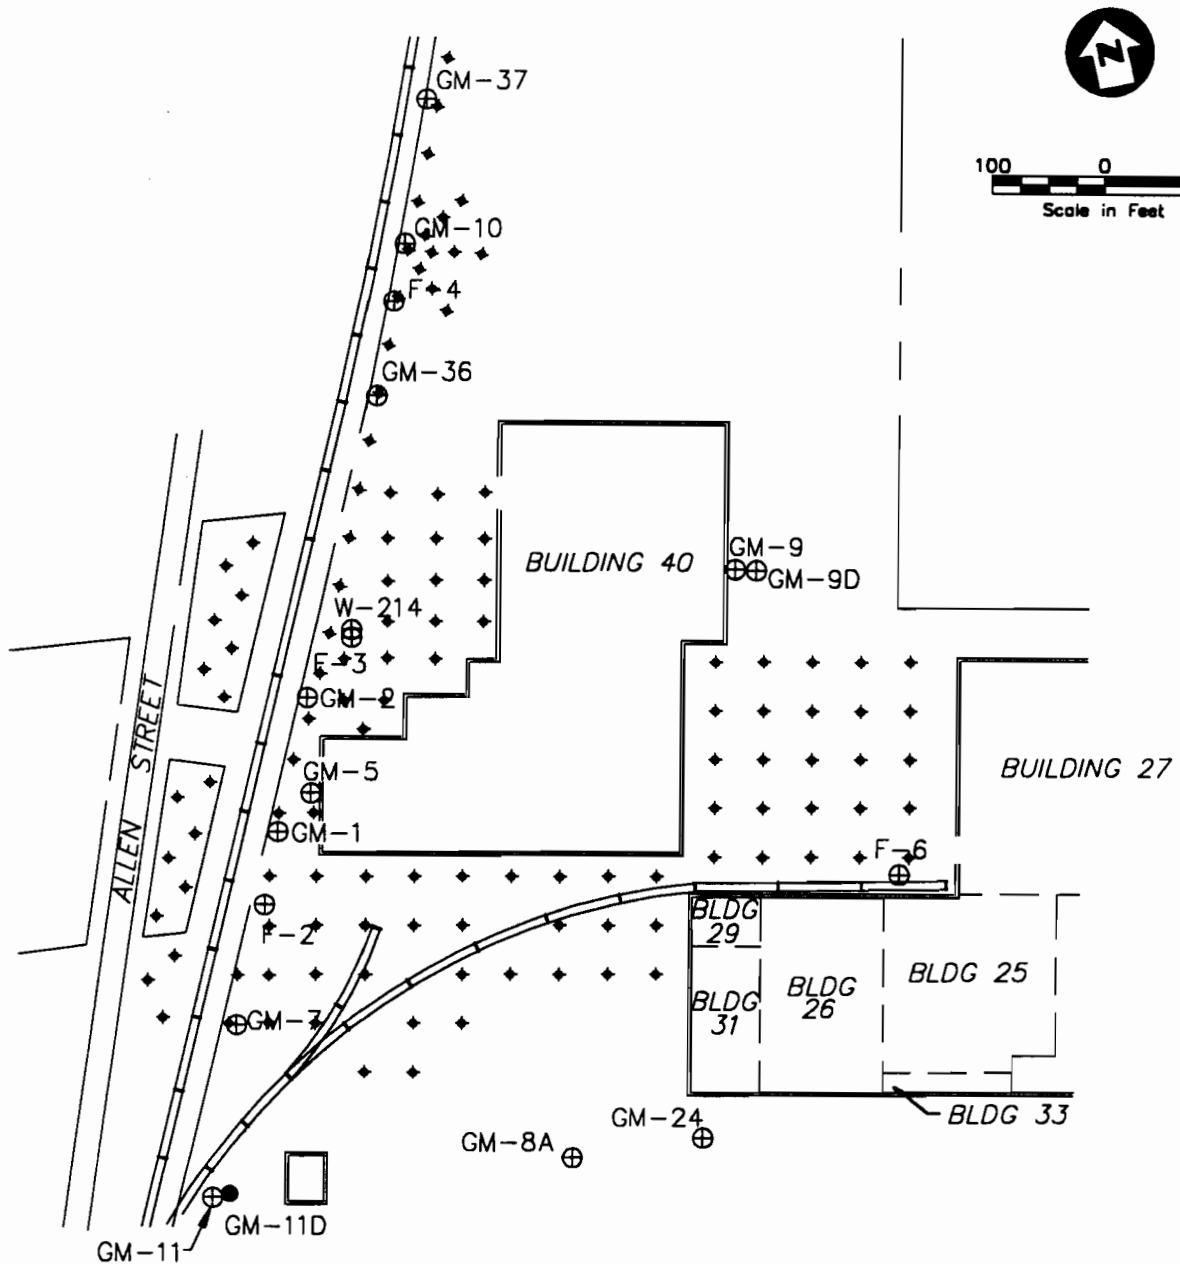 N
GM-37
100 0
Scale in Feet
GM-10
F-4
GM-36
BUILDING 40
GM-9
GM-9D
W-214
F-3
GM-2
ALLEN STREET
GM-5
GM-1
BUILDING 27
F-6
F-2
BLDG
29
BLDG 25
BLDG
26
BLDG
31
GM-7
BLDG 33
GM-24
GM-8A
GM-11D
GM-11